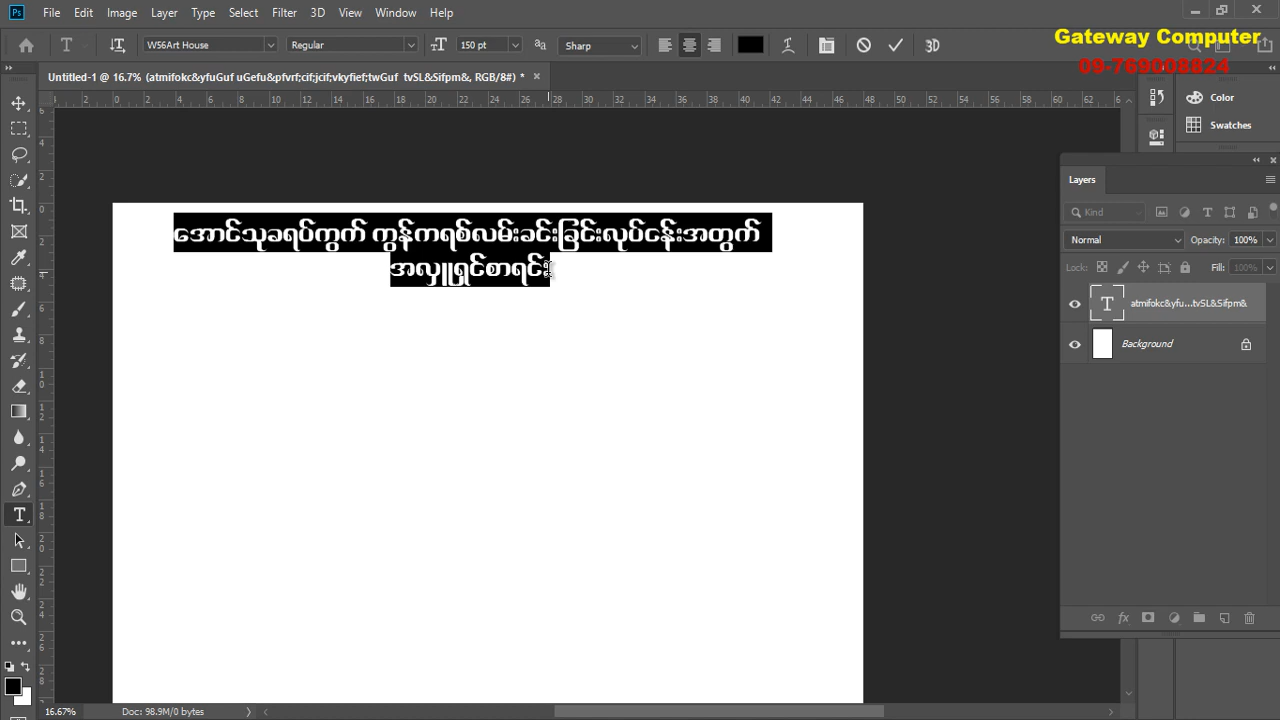 File Edit Image Layer Type Select Filter 3D View Window Help
W56Art House Regular 150 pt Sharp
Gateway Computer
09-769008824
Untitled-1 @ 16.7% (atmifokc&yfuGuf uGefu&pfvrf;cif;jcif;vkyfief;twGuf tvSL&Sifpm&, RGB/8#) *
Color
Swatches
အောင်သုခရပ်ကွက် ကွန်ကရစ်လမ်းခင်းခြင်းလုပ်ငန်းအတွက်
အလှူရှင်စာရင်း
Layers
Kind
Normal Opacity: 100%
Lock: Fill: 100%
atmifokc&yfu...tvSL&Sifpm&
Background
16.67% Doc: 98.9M/0 bytes